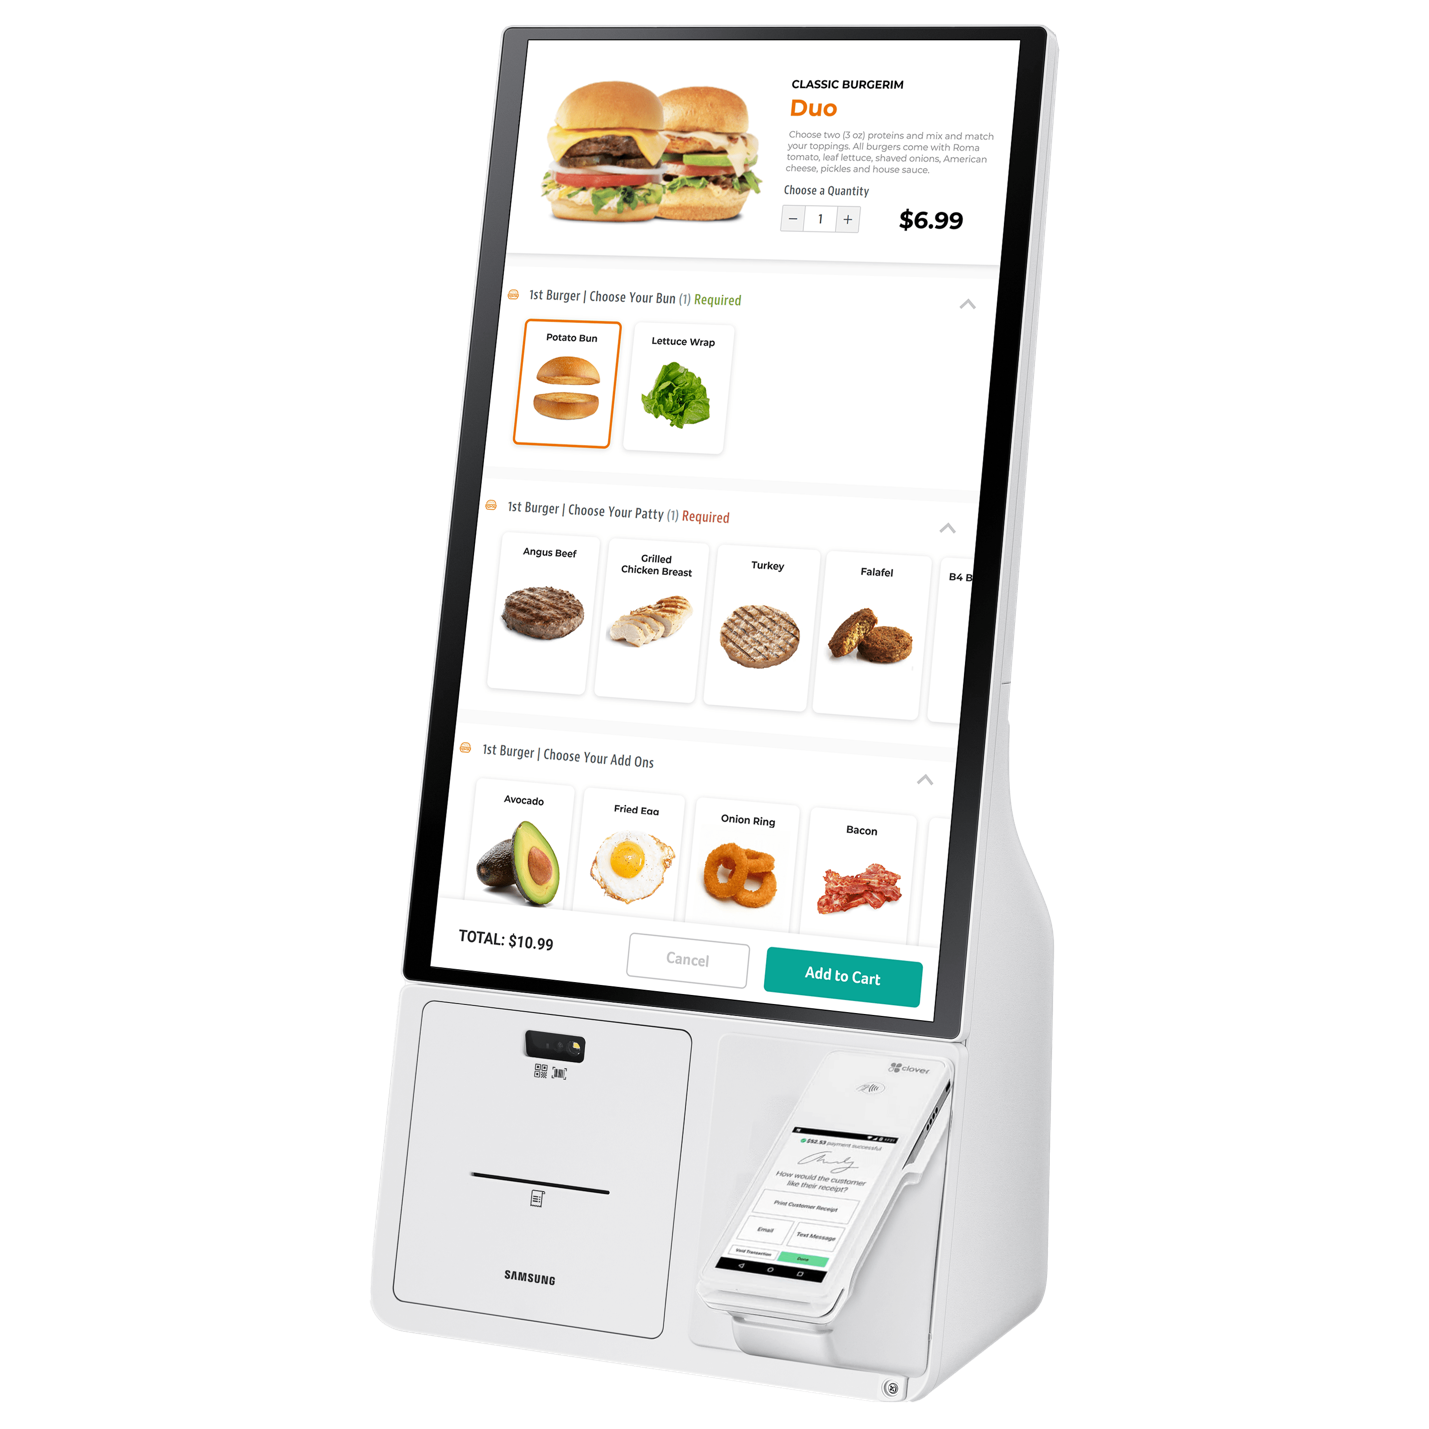 CLASSIC BURGERIM
Duo
Choose two (3 oz) proteins and mix and match
your toppings. All burgers come with Roma
tomato, leaf lettuce, shaved onions, American
cheese, pickles and house sauce.
Choose a Quantity
− 1 +
$6.99
1st Burger | Choose Your Bun (1) Required
Potato Bun
Lettuce Wrap
1st Burger | Choose Your Patty (1) Required
Angus Beef
Grilled
Chicken Breast
Turkey
Falafel
B4 B
1st Burger | Choose Your Add Ons
Avocado
Fried Egg
Onion Ring
Bacon
TOTAL: $10.99
Cancel
Add to Cart
SAMSUNG
clover
$52.53 payment successful
How would the customer
like their receipt?
Print Customer Receipt
Email
Text Message
Void Transaction
Done